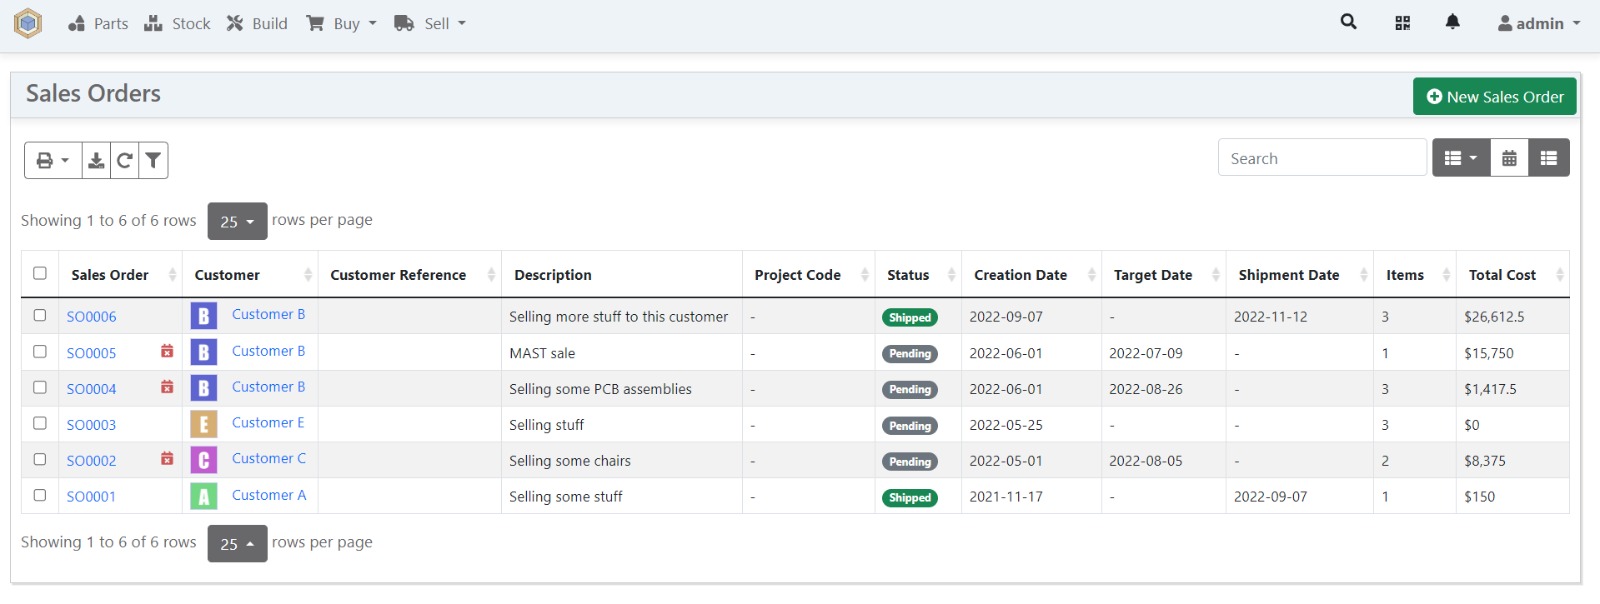 Parts Stock Build Buy Sell admin
Sales Orders New Sales Order
Search
Showing 1 to 6 of 6 rows 25 rows per page
Sales Order Customer Customer Reference Description Project Code Status Creation Date Target Date Shipment Date Items Total Cost
SO0006 B Customer B Selling more stuff to this customer - Shipped 2022-09-07 - 2022-11-12 3 $26,612.5
SO0005 B Customer B MAST sale - Pending 2022-06-01 2022-07-09 - 1 $15,750
SO0004 B Customer B Selling some PCB assemblies - Pending 2022-06-01 2022-08-26 - 3 $1,417.5
SO0003 E Customer E Selling stuff - Pending 2022-05-25 - - 3 $0
SO0002 C Customer C Selling some chairs - Pending 2022-05-01 2022-08-05 - 2 $8,375
SO0001 A Customer A Selling some stuff - Shipped 2021-11-17 - 2022-09-07 1 $150
Showing 1 to 6 of 6 rows 25 rows per page